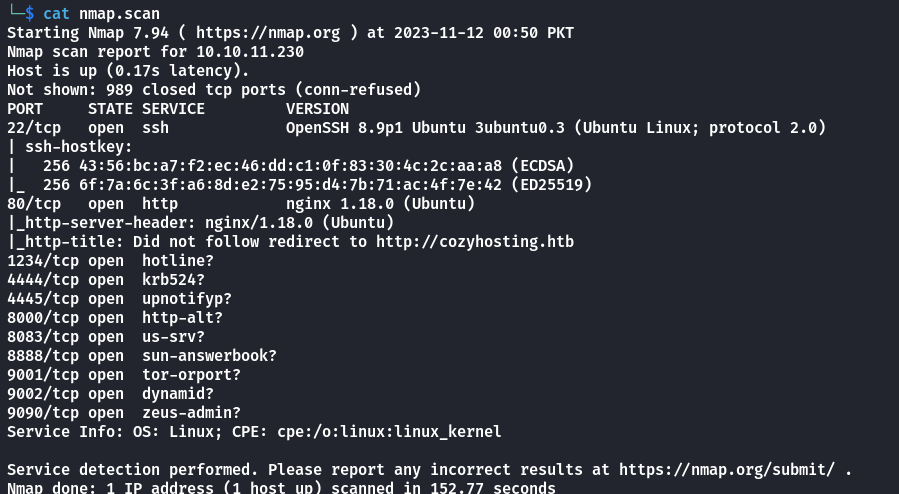 └─$ cat nmap.scan
Starting Nmap 7.94 ( https://nmap.org ) at 2023-11-12 00:50 PKT
Nmap scan report for 10.10.11.230
Host is up (0.17s latency).
Not shown: 989 closed tcp ports (conn-refused)
PORT     STATE SERVICE         VERSION
22/tcp   open  ssh             OpenSSH 8.9p1 Ubuntu 3ubuntu0.3 (Ubuntu Linux; protocol 2.0)
| ssh-hostkey:
|   256 43:56:bc:a7:f2:ec:46:dd:c1:0f:83:30:4c:2c:aa:a8 (ECDSA)
|_  256 6f:7a:6c:3f:a6:8d:e2:75:95:d4:7b:71:ac:4f:7e:42 (ED25519)
80/tcp   open  http            nginx 1.18.0 (Ubuntu)
|_http-server-header: nginx/1.18.0 (Ubuntu)
|_http-title: Did not follow redirect to http://cozyhosting.htb
1234/tcp open  hotline?
4444/tcp open  krb524?
4445/tcp open  upnotifyp?
8000/tcp open  http-alt?
8083/tcp open  us-srv?
8888/tcp open  sun-answerbook?
9001/tcp open  tor-orport?
9002/tcp open  dynamid?
9090/tcp open  zeus-admin?
Service Info: OS: Linux; CPE: cpe:/o:linux:linux_kernel

Service detection performed. Please report any incorrect results at https://nmap.org/submit/ .
Nmap done: 1 IP address (1 host up) scanned in 152.77 seconds